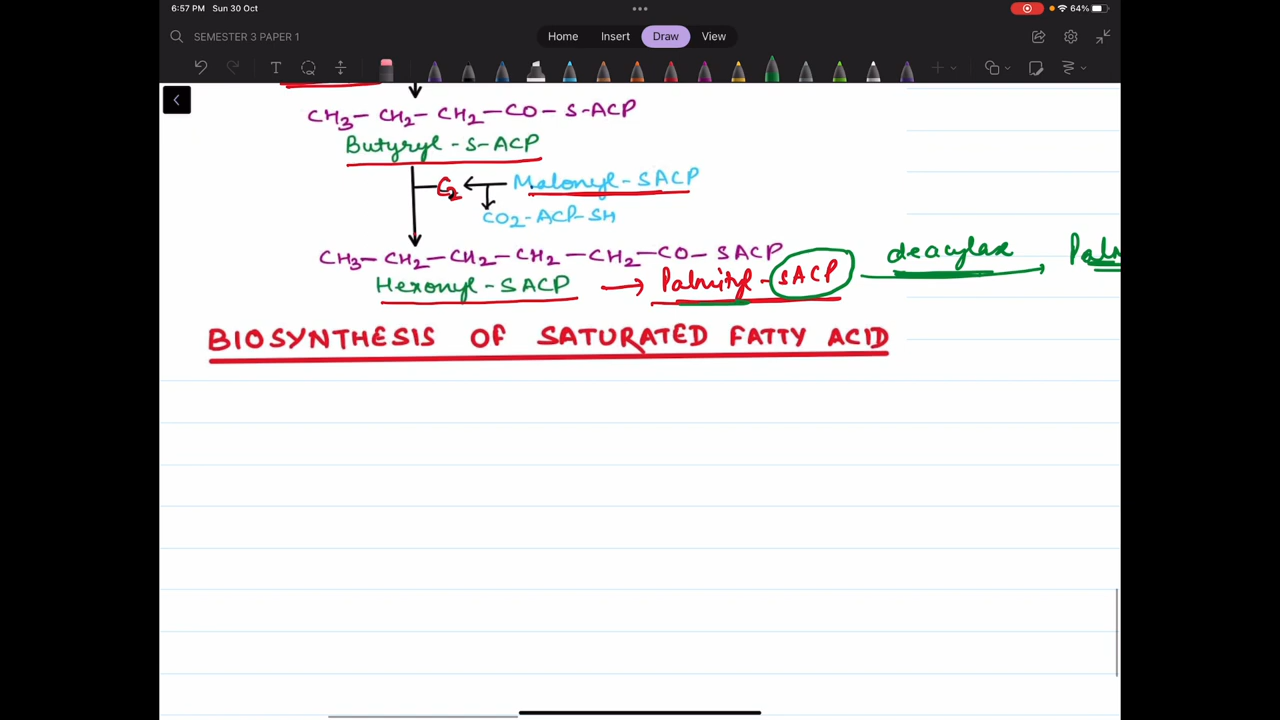 6:57 PM Sun 30 Oct
64%
SEMESTER 3 PAPER 1
Home Insert Draw View
CH3– CH2– CH2–CO– S-ACP
Butyryl - S-ACP
C2 Malonyl-SACP
CO2-ACP-SH
CH3– CH2– CH2– CH2 – CH2–CO – SACP
Hexonyl-SACP → Palmityl-SACP deacylase
BIOSYNTHESIS OF SATURATED FATTY ACID